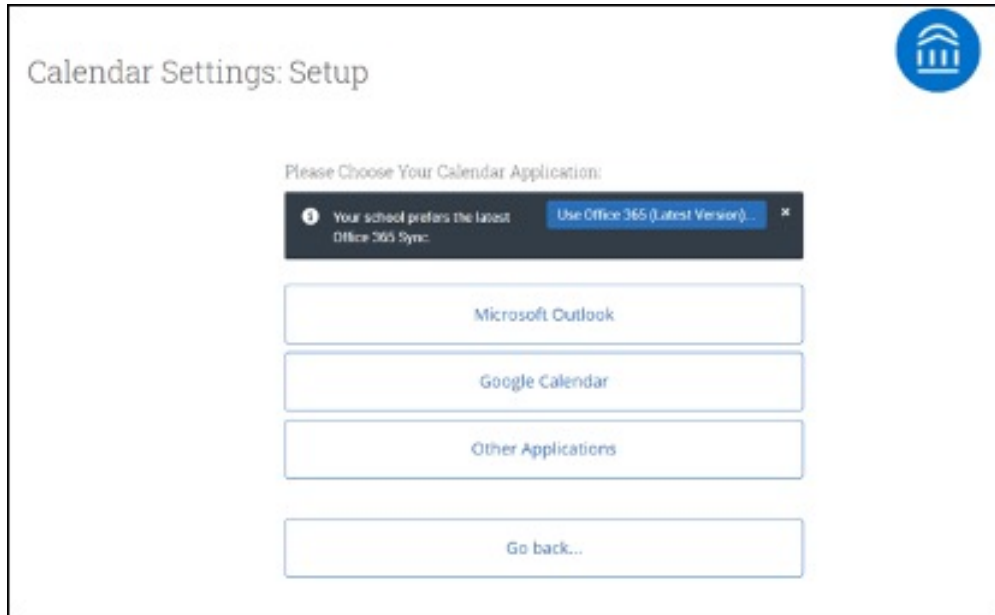 Calendar Settings: Setup
Please Choose Your Calendar Application:
Your school prefers the latest
Office 365 Sync.
Use Office 365 (Latest Version)...
×
Microsoft Outlook
Google Calendar
Other Applications
Go back...